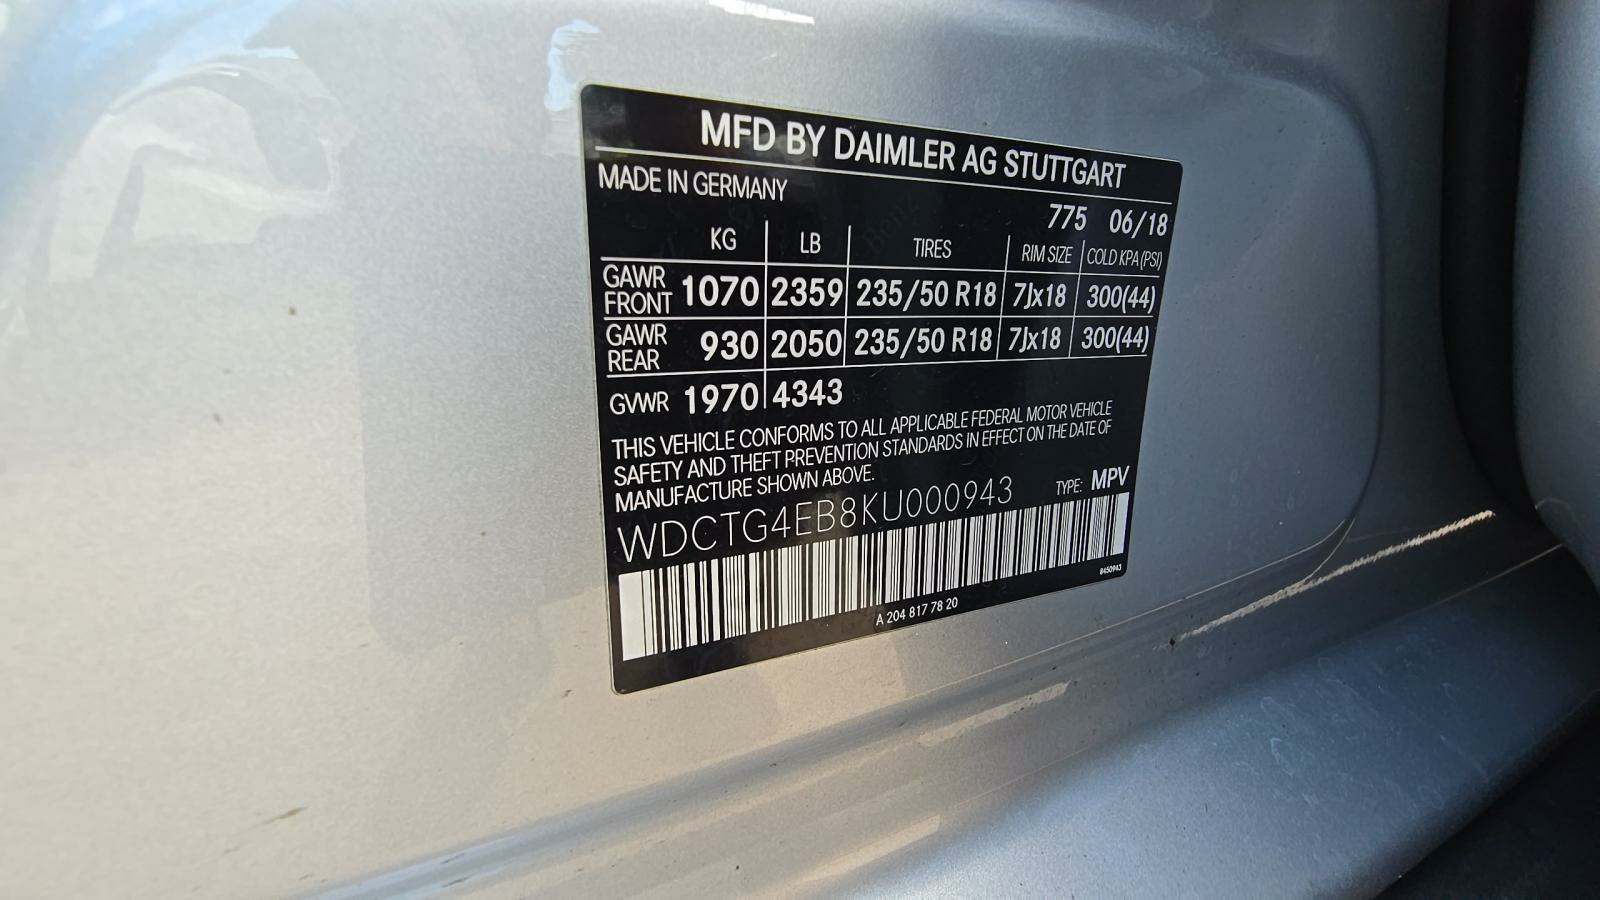 MFD BY DAIMLER AG STUTTGART
MADE IN GERMANY
775 06/18
KG LB TIRES RIM SIZE COLD KPA (PSI)
GAWR FRONT 1070 2359 235/50 R18 7Jx18 300(44)
GAWR REAR 930 2050 235/50 R18 7Jx18 300(44)
GVWR 1970 4343
THIS VEHICLE CONFORMS TO ALL APPLICABLE FEDERAL MOTOR VEHICLE
SAFETY AND THEFT PREVENTION STANDARDS IN EFFECT ON THE DATE OF
MANUFACTURE SHOWN ABOVE.
TYPE: MPV
WDCTG4EB8KU000943
8450943
A 204 817 78 20